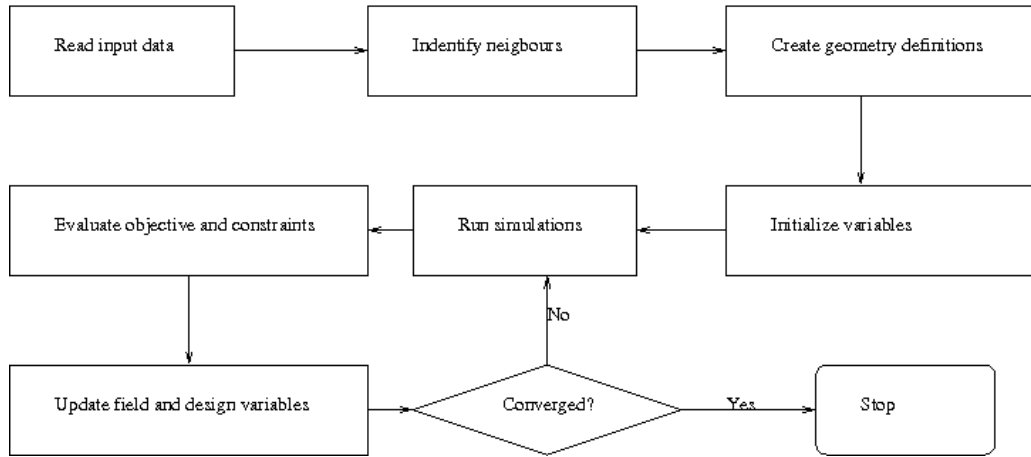 Read input data
Indentify neigbours
Create geometry definitions
Evaluate objective and constraints
Run simulations
Initialize variables
No
Update field and design variables
Converged?
Yes
Stop